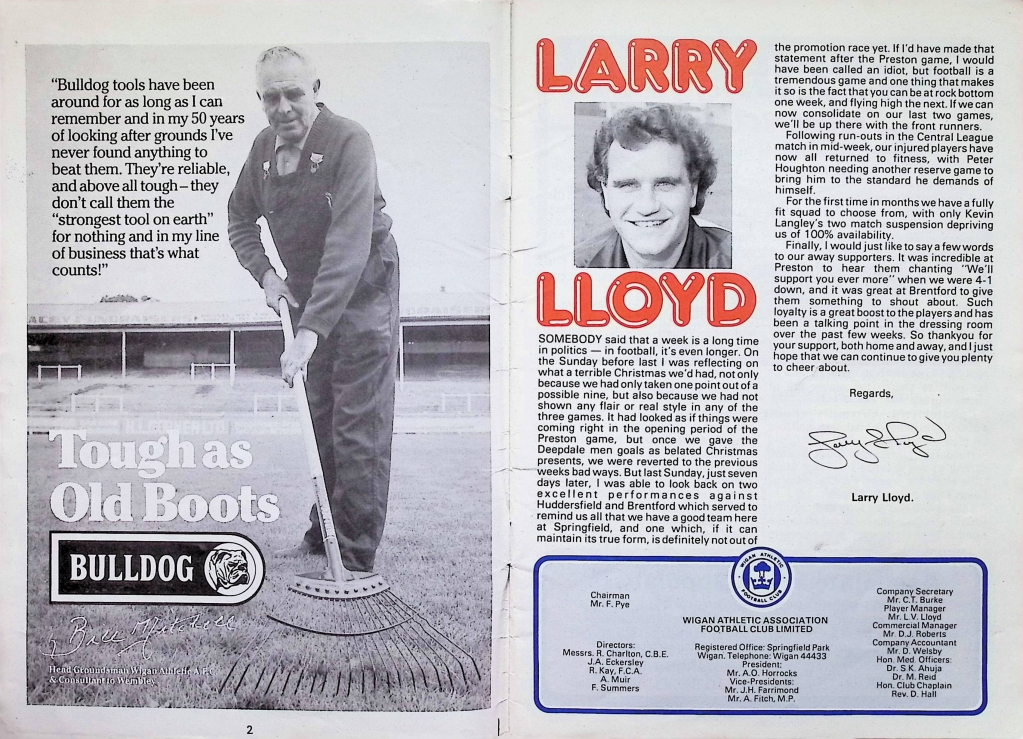 “Bulldog tools have been
around for as long as I can
remember and in my 50 years
of looking after grounds I've
never found anything to
beat them. They're reliable,
and above all tough – they
don't call them the
“strongest tool on earth”
for nothing and in my line
of business that's what
counts!”
Tough as
Old Boots
BULLDOG
Bill Mitchell
Head Groundsman Wigan Athletic A.F.C.
& Consultant to Wembley
2
LARRY
LLOYD
SOMEBODY said that a week is a long time
in politics — in football, it's even longer. On
the Sunday before last I was reflecting on
what a terrible Christmas we'd had, not only
because we had only taken one point out of a
possible nine, but also because we had not
shown any flair or real style in any of the
three games. It had looked as if things were
coming right in the opening period of the
Preston game, but once we gave the
Deepdale men goals as belated Christmas
presents, we were reverted to the previous
weeks bad ways. But last Sunday, just seven
days later, I was able to look back on two
excellent performances against
Huddersfield and Brentford which served to
remind us all that we have a good team here
at Springfield, and one which, if it can
maintain its true form, is definitely not out of
the promotion race yet. If I'd have made that
statement after the Preston game, I would
have been called an idiot, but football is a
tremendous game and one thing that makes
it so is the fact that you can be at rock bottom
one week, and flying high the next. If we can
now consolidate on our last two games,
we'll be up there with the front runners.
Following run-outs in the Central League
match in mid-week, our injured players have
now all returned to fitness, with Peter
Houghton needing another reserve game to
bring him to the standard he demands of
himself.
For the first time in months we have a fully
fit squad to choose from, with only Kevin
Langley's two match suspension depriving
us of 100% availability.
Finally, I would just like to say a few words
to our away supporters. It was incredible at
Preston to hear them chanting “We'll
support you ever more” when we were 4-1
down, and it was great at Brentford to give
them something to shout about. Such
loyalty is a great boost to the players and has
been a talking point in the dressing room
over the past few weeks. So thankyou for
your support, both home and away, and I just
hope that we can continue to give you plenty
to cheer about.
Regards,
Larry Lloyd
Larry Lloyd.
WIGAN ATHLETIC
FOOTBALL CLUB
Chairman
Mr. F. Pye
Directors:
Messrs. R. Charlton, C.B.E.
J.A. Eckersley
R. Kay, F.C.A.
A. Muir
F. Summers
WIGAN ATHLETIC ASSOCIATION
FOOTBALL CLUB LIMITED
Registered Office: Springfield Park
Wigan. Telephone: Wigan 44433
President:
Mr. A.O. Horrocks
Vice-Presidents:
Mr. J.H. Farrimond
Mr. A. Fitch, M.P.
Company Secretary
Mr. C.T. Burke
Player Manager
Mr. L.V. Lloyd
Commercial Manager
Mr. D.J. Roberts
Company Accountant
Mr. D. Welsby
Hon. Med. Officers:
Dr. S.K. Ahuja
Dr. M. Reid
Hon. Club Chaplain
Rev. D. Hall